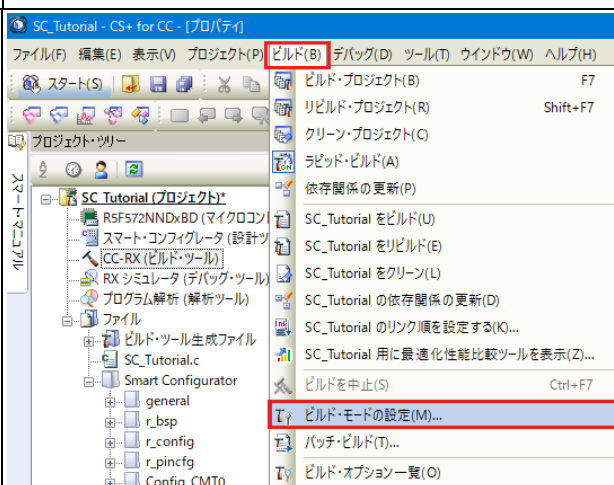 SC_Tutorial - CS+ for CC - [プロパティ]
ファイル(F) 編集(E) 表示(V) プロジェクト(P) ビルド(B) デバッグ(D) ツール(T) ウインドウ(W) ヘルプ(H)
スタート(S)
プロジェクト・ツリー
スマート・マニュアル
SC_Tutorial (プロジェクト)*
R5F572NNDxBD (マイクロコン
スマート・コンフィグレータ (設計ツ
CC-RX (ビルド・ツール)
RX シミュレータ (デバッグ・ツール)
プログラム解析 (解析ツール)
ファイル
ビルド・ツール生成ファイル
SC_Tutorial.c
Smart Configurator
general
r_bsp
r_config
r_pincfg
Config_CMT0
ビルド・プロジェクト(B) F7
リビルド・プロジェクト(R) Shift+F7
クリーン・プロジェクト(C)
ラピッド・ビルド(A)
依存関係の更新(P)
SC_Tutorial をビルド(U)
SC_Tutorial をリビルド(E)
SC_Tutorial をクリーン(L)
SC_Tutorial の依存関係の更新(D)
SC_Tutorial のリンク順を設定する(K)...
SC_Tutorial 用に最適化性能比較ツールを表示(Z)...
ビルドを中止(S) Ctrl+F7
ビルド・モードの設定(M)...
バッチ・ビルド(T)...
ビルド・オプション一覧(O)